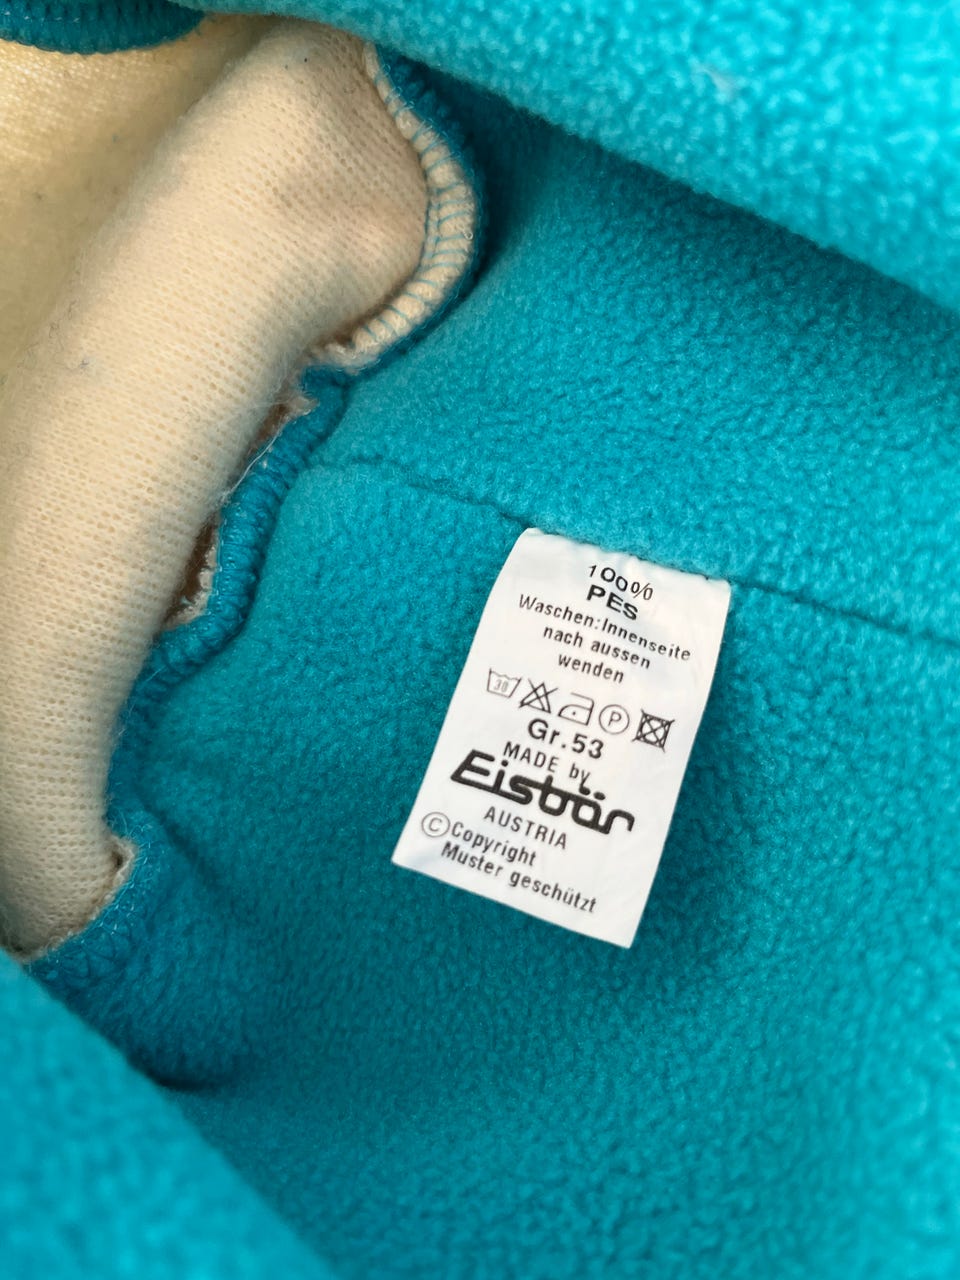 100%
PES
Waschen:Innenseite
nach aussen
wenden
30 P
Gr.53
MADE by
Eisbär
AUSTRIA
©Copyright
Muster geschützt